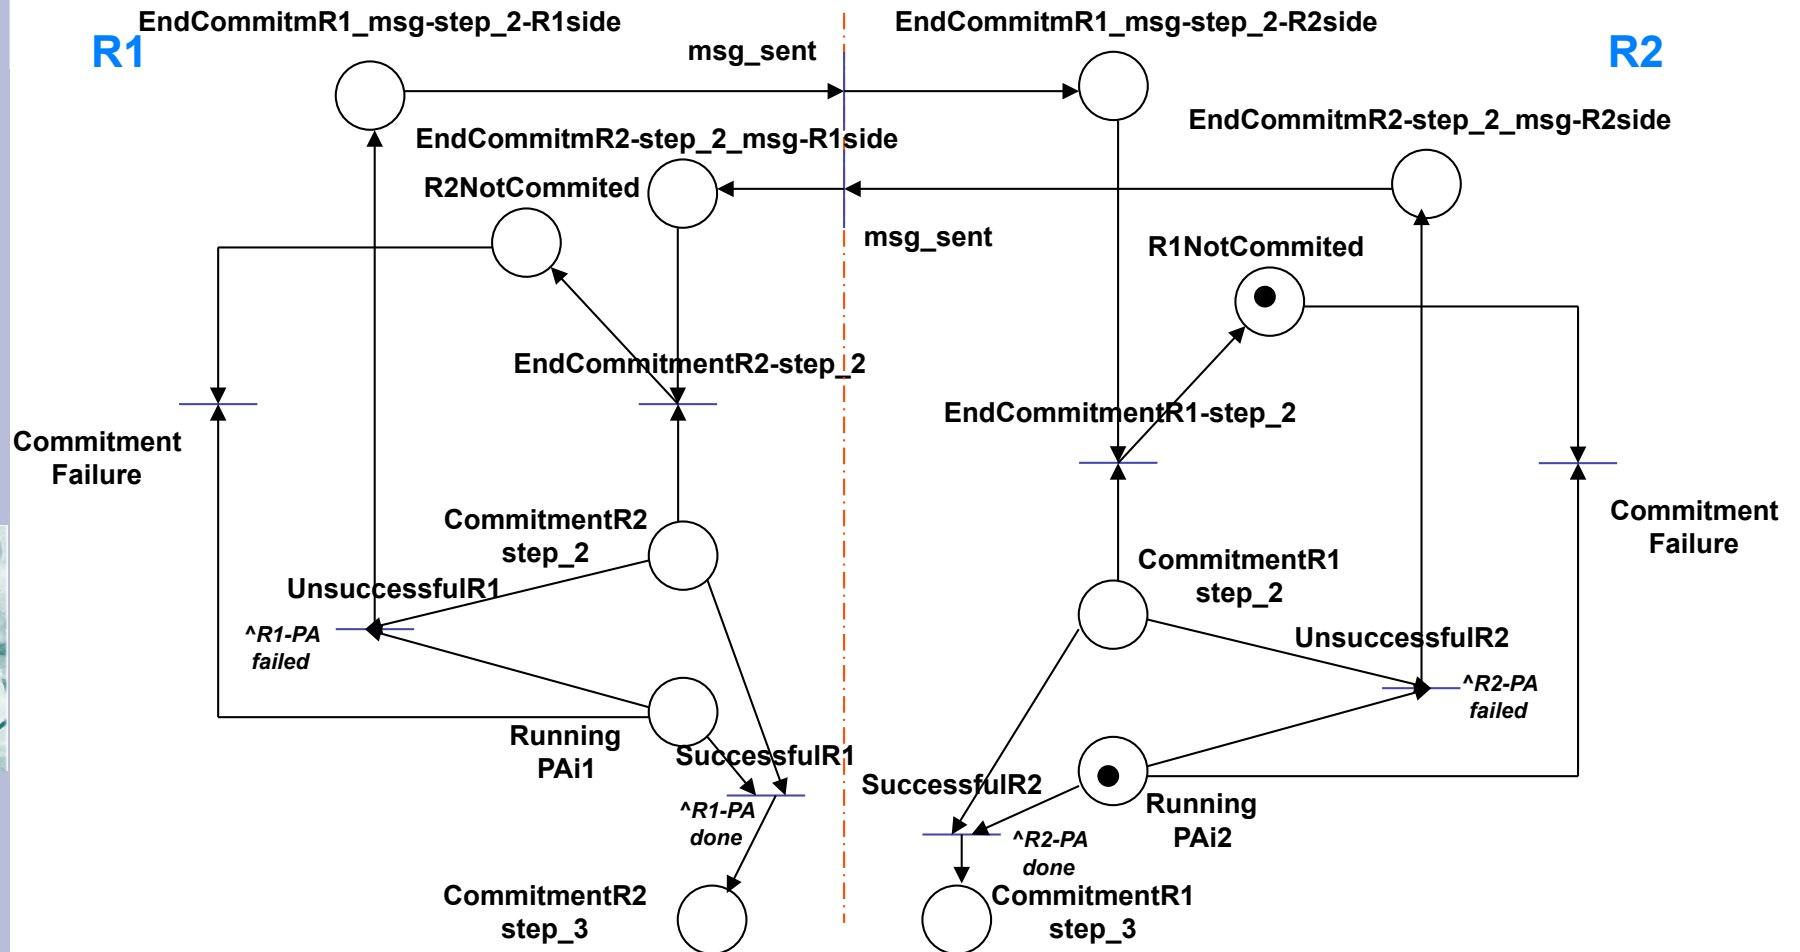 EndCommitmR1_msg-step_2-R1side
EndCommitmR1_msg-step_2-R2side
R1
R2
msg_sent
EndCommitmR2-step_2_msg-R2side
EndCommitmR2-step_2_msg-R1side
R2NotCommited
msg_sent
R1NotCommited
EndCommitmentR2-step_2
EndCommitmentR1-step_2
Commitment
Failure
Commitment
Failure
CommitmentR2
step_2
CommitmentR1
step_2
UnsuccessfulR1
^R1-PA
failed
UnsuccessfulR2
^R2-PA
failed
Running
PAi1
SuccessfulR1
^R1-PA
done
SuccessfulR2
Running
PAi2
^R2-PA
done
CommitmentR2
step_3
CommitmentR1
step_3